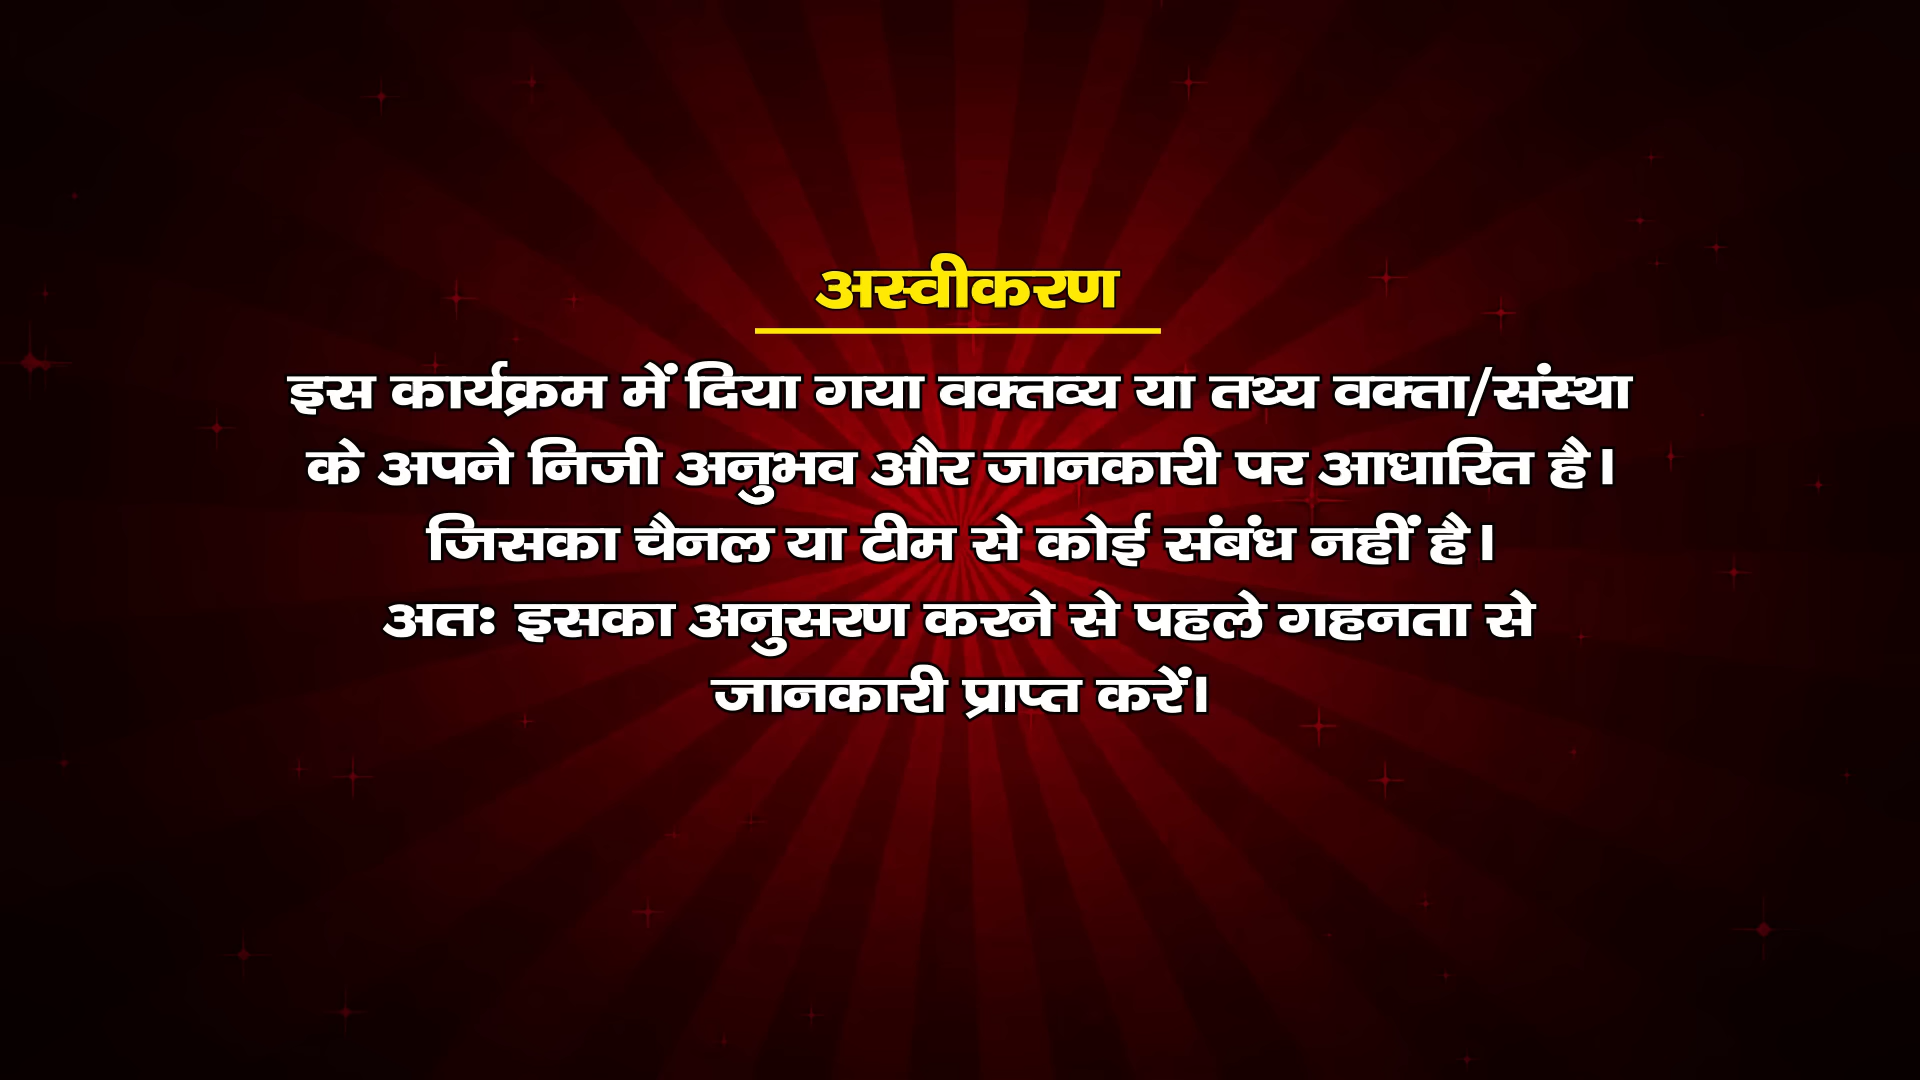 अस्वीकरण
इस कार्यक्रम में दिया गया वक्तव्य या तथ्य वक्ता/संस्था
के अपने निजी अनुभव और जानकारी पर आधारित है।
जिसका चैनल या टीम से कोई संबंध नहीं है।
अतः इसका अनुसरण करने से पहले गहनता से
जानकारी प्राप्त करें।